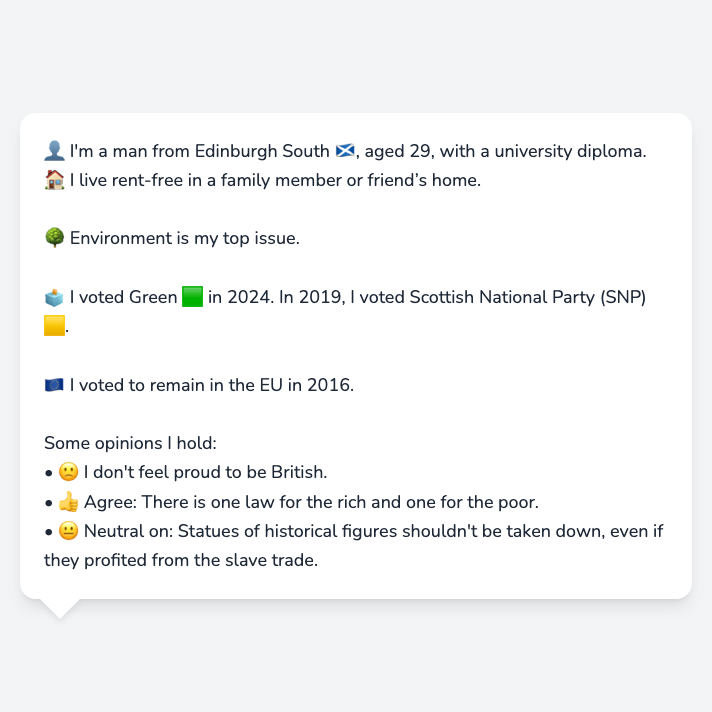 👤 I'm a man from Edinburgh South 🏴󠁧󠁢󠁳󠁣󠁴󠁿, aged 29, with a university diploma.
🏠 I live rent-free in a family member or friend’s home.
🌳 Environment is my top issue.
🗳️ I voted Green 🟩 in 2024. In 2019, I voted Scottish National Party (SNP)
🟨.
🇪🇺 I voted to remain in the EU in 2016.
Some opinions I hold:
• 🙁 I don't feel proud to be British.
• 👍 Agree: There is one law for the rich and one for the poor.
• 😐 Neutral on: Statues of historical figures shouldn't be taken down, even if
they profited from the slave trade.